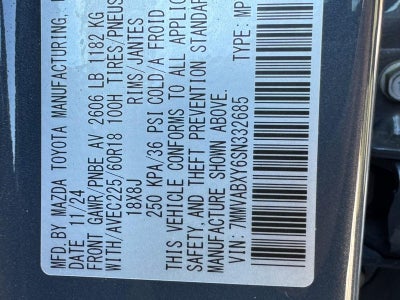 MFD. BY MAZDA TOYOTA MANUFACTURING,
DATE 11/24
FRONT GAWR/PNBE AV 2606 LB 1182 KG
WITH/AVEC225/60R18 100H TIRES/PNEUS
18X8J RIMS/JANTES
250 KPA/36 PSI COLD/A FROID
THIS VEHICLE CONFORMS TO ALL APPLIC
SAFETY,AND THEFT PREVENTION STANDAR
MANUFACTURE SHOWN ABOVE.
VIN: 7MMVABXY6SN332685 TYPE: MP